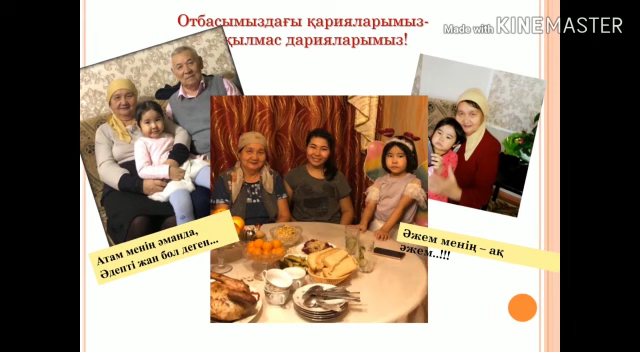 Отбасымыздағы қарияларымыз-
қылмас дарияларымыз!
Made with KINEMASTER
Атам менің әманда,
Әдепті жан бол деген...
Әжем менің – ақ
әжем..!!!